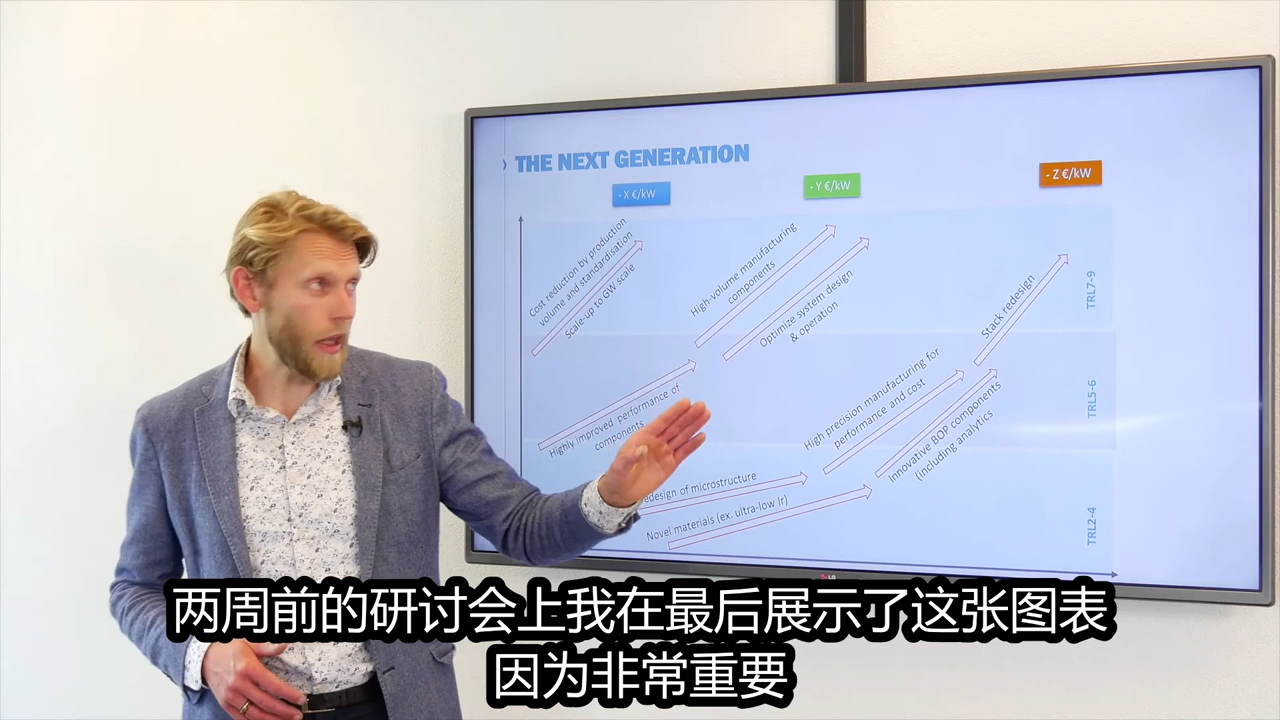 THE NEXT GENERATION
- X €/kW
- Y €/kW
- Z €/kW
Cost reduction by production
volume and standardisation
Scale-up to GW scale
High-volume manufacturing
components
Optimize system design
& operation
Stack redesign
TRL7-9
Highly improved performance of
components
High precision manufacturing for
performance and cost
Innovative BOP components
(including analytics
TRL5-6
edesign of microstructure
Novel materials (ex. ultra-low Ir)
TRL2-4
LG
两周前的研讨会上我在最后展示了这张图表
因为非常重要